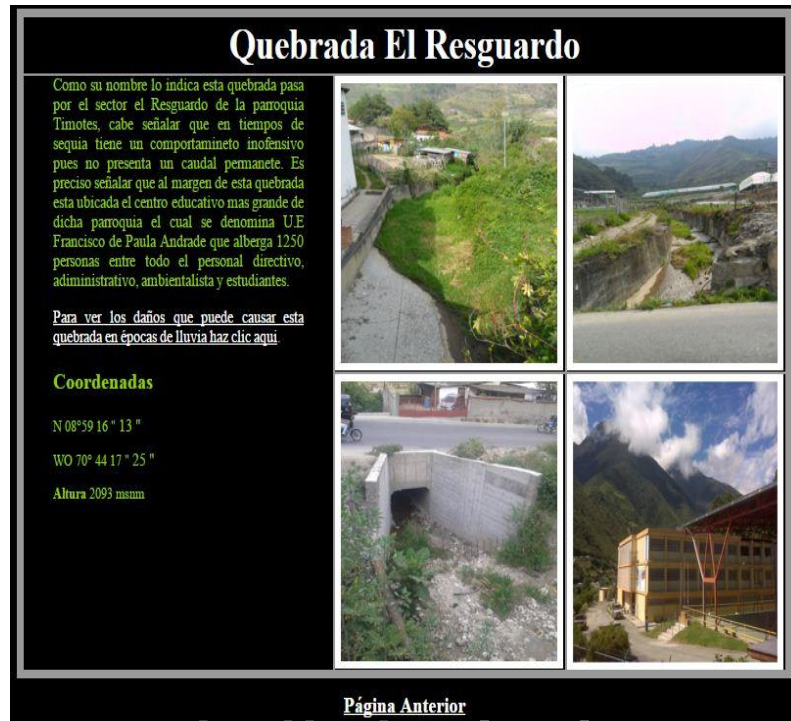 Quebrada El Resguardo
Como su nombre lo indica esta quebrada pasa
por el sector el Resguardo de la parroquia
Timotes, cabe señalar que en tiempos de
sequia tiene un comportamineto inofensivo
pues no presenta un caudal permanete. Es
preciso señalar que al margen de esta quebrada
esta ubicada el centro educativo mas grande de
dicha parroquia el cual se denomina U.E
Francisco de Paula Andrade que alberga 1250
personas entre todo el personal directivo,
adiministrativo, ambientalista y estudiantes.
Para ver los daños que puede causar esta
quebrada en épocas de lluvia haz clic aqui.
Coordenadas
N 08°59 16 " 13 "
WO 70° 44 17 " 25 "
Altura 2093 msnm
Página Anterior